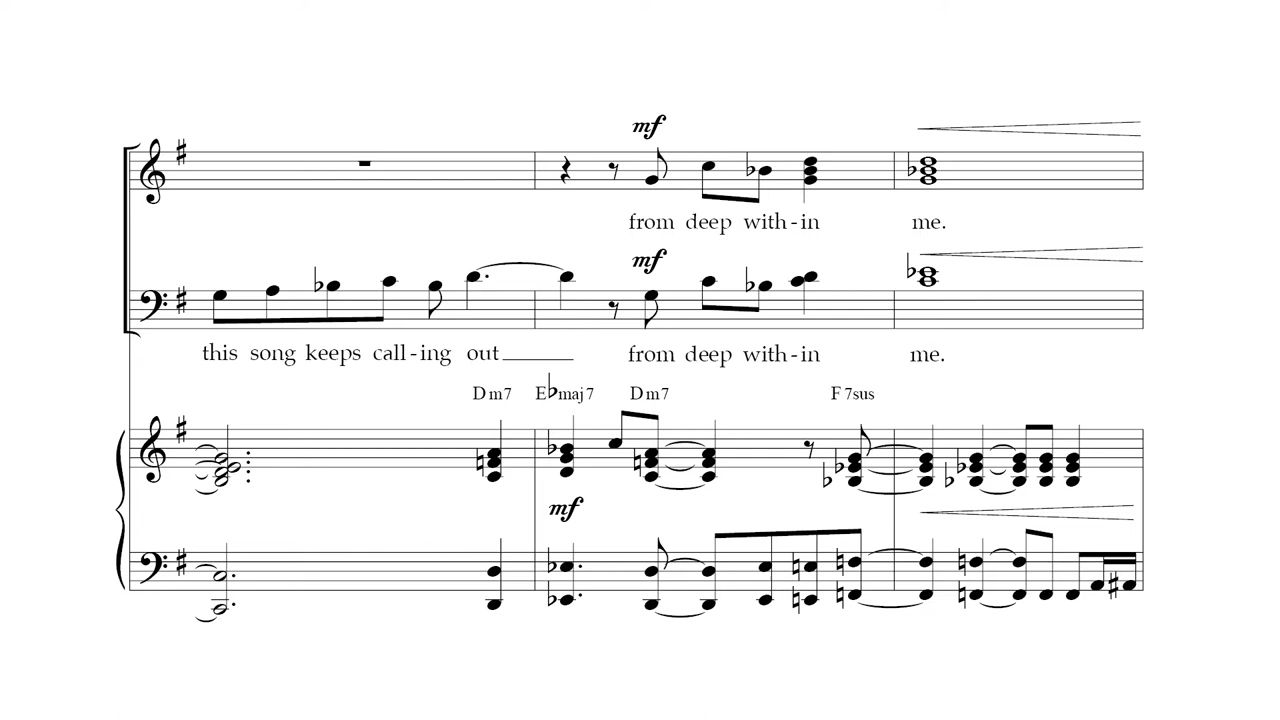 mf
from deep with-in me.
mf
this song keeps call-ing out from deep with-in me.
Dm7 E♭maj7 Dm7 F7sus
mf